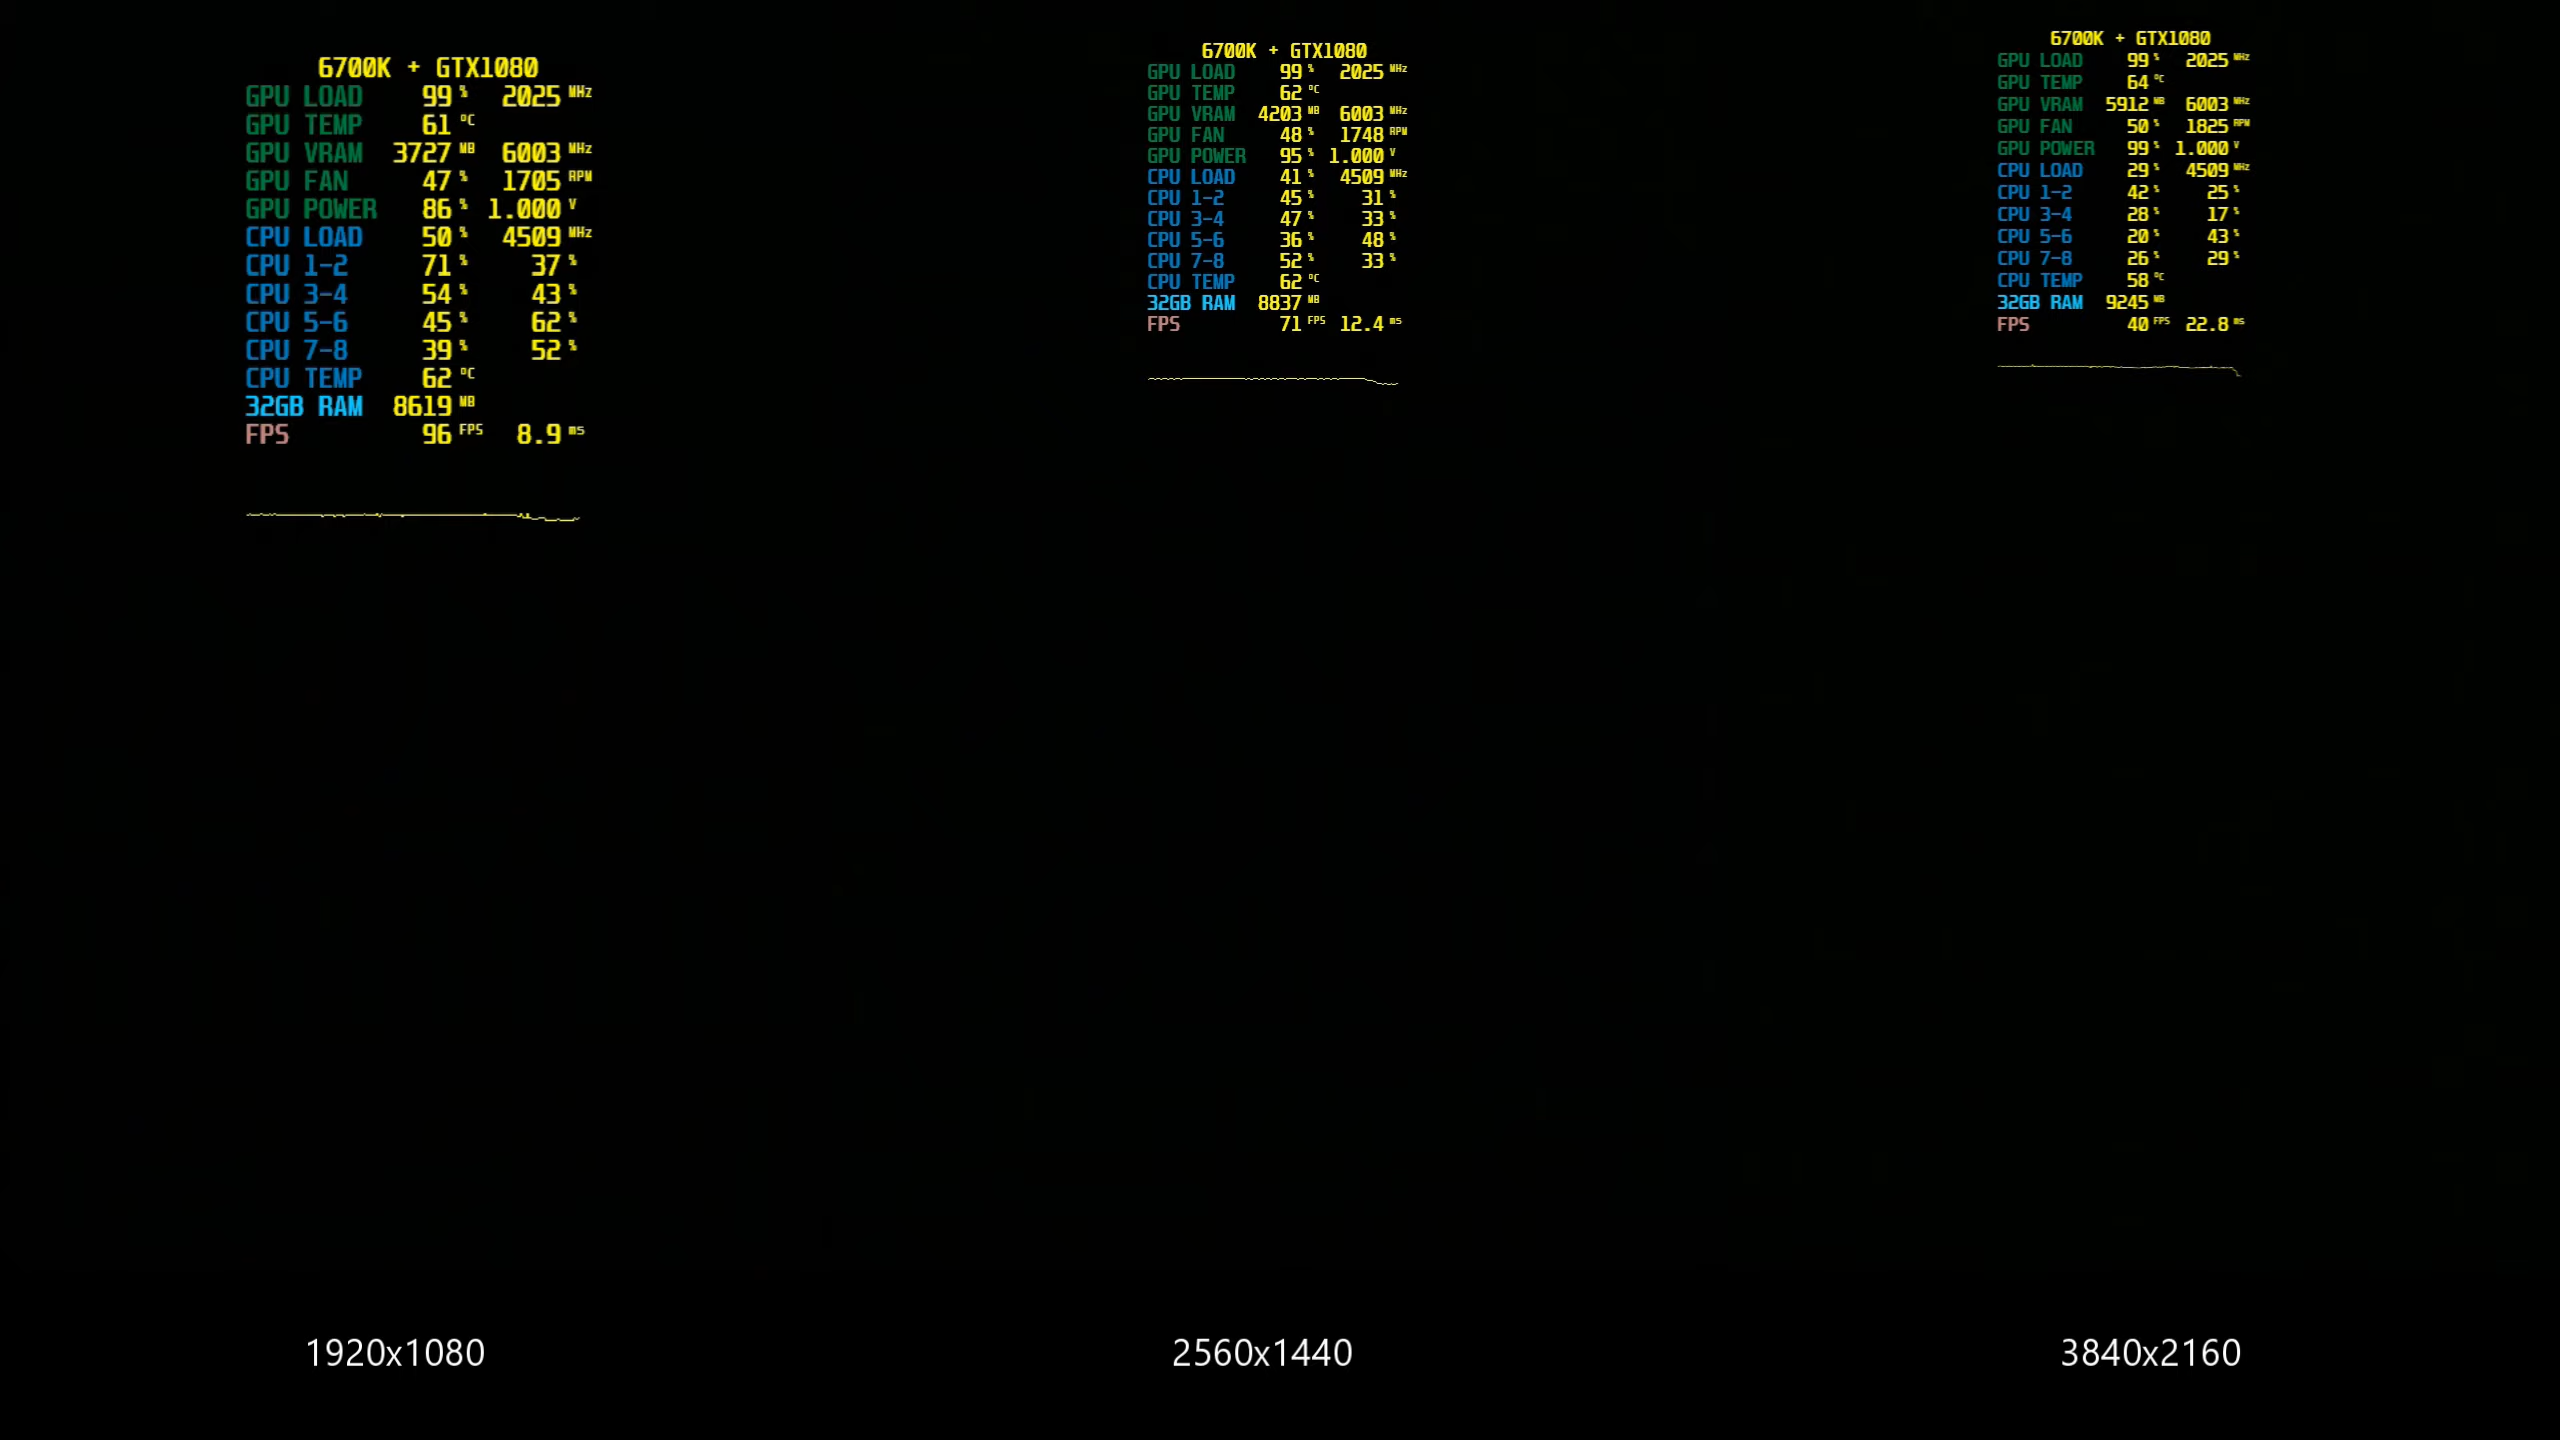 6700K + GTX1080
GPU LOAD 99 % 2025 MHz
GPU TEMP 61 °C
GPU VRAM 3727 MB 6003 MHz
GPU FAN 47 % 1705 RPM
GPU POWER 86 % 1.000 V
CPU LOAD 50 % 4509 MHz
CPU 1-2 71 % 37 %
CPU 3-4 54 % 43 %
CPU 5-6 45 % 62 %
CPU 7-8 39 % 52 %
CPU TEMP 62 °C
32GB RAM 8619 MB
FPS 96 FPS 8.9 ms
1920x1080
6700K + GTX1080
GPU LOAD 99 % 2025 MHz
GPU TEMP 62 °C
GPU VRAM 4203 MB 6003 MHz
GPU FAN 48 % 1748 RPM
GPU POWER 95 % 1.000 V
CPU LOAD 41 % 4509 MHz
CPU 1-2 45 % 31 %
CPU 3-4 47 % 33 %
CPU 5-6 36 % 48 %
CPU 7-8 52 % 33 %
CPU TEMP 62 °C
32GB RAM 8837 MB
FPS 71 FPS 12.4 ms
2560x1440
6700K + GTX1080
GPU LOAD 99 % 2025 MHz
GPU TEMP 64 °C
GPU VRAM 5912 MB 6003 MHz
GPU FAN 50 % 1825 RPM
GPU POWER 99 % 1.000 V
CPU LOAD 29 % 4509 MHz
CPU 1-2 42 % 25 %
CPU 3-4 28 % 17 %
CPU 5-6 20 % 43 %
CPU 7-8 26 % 29 %
CPU TEMP 58 °C
32GB RAM 9245 MB
FPS 40 FPS 22.8 ms
3840x2160